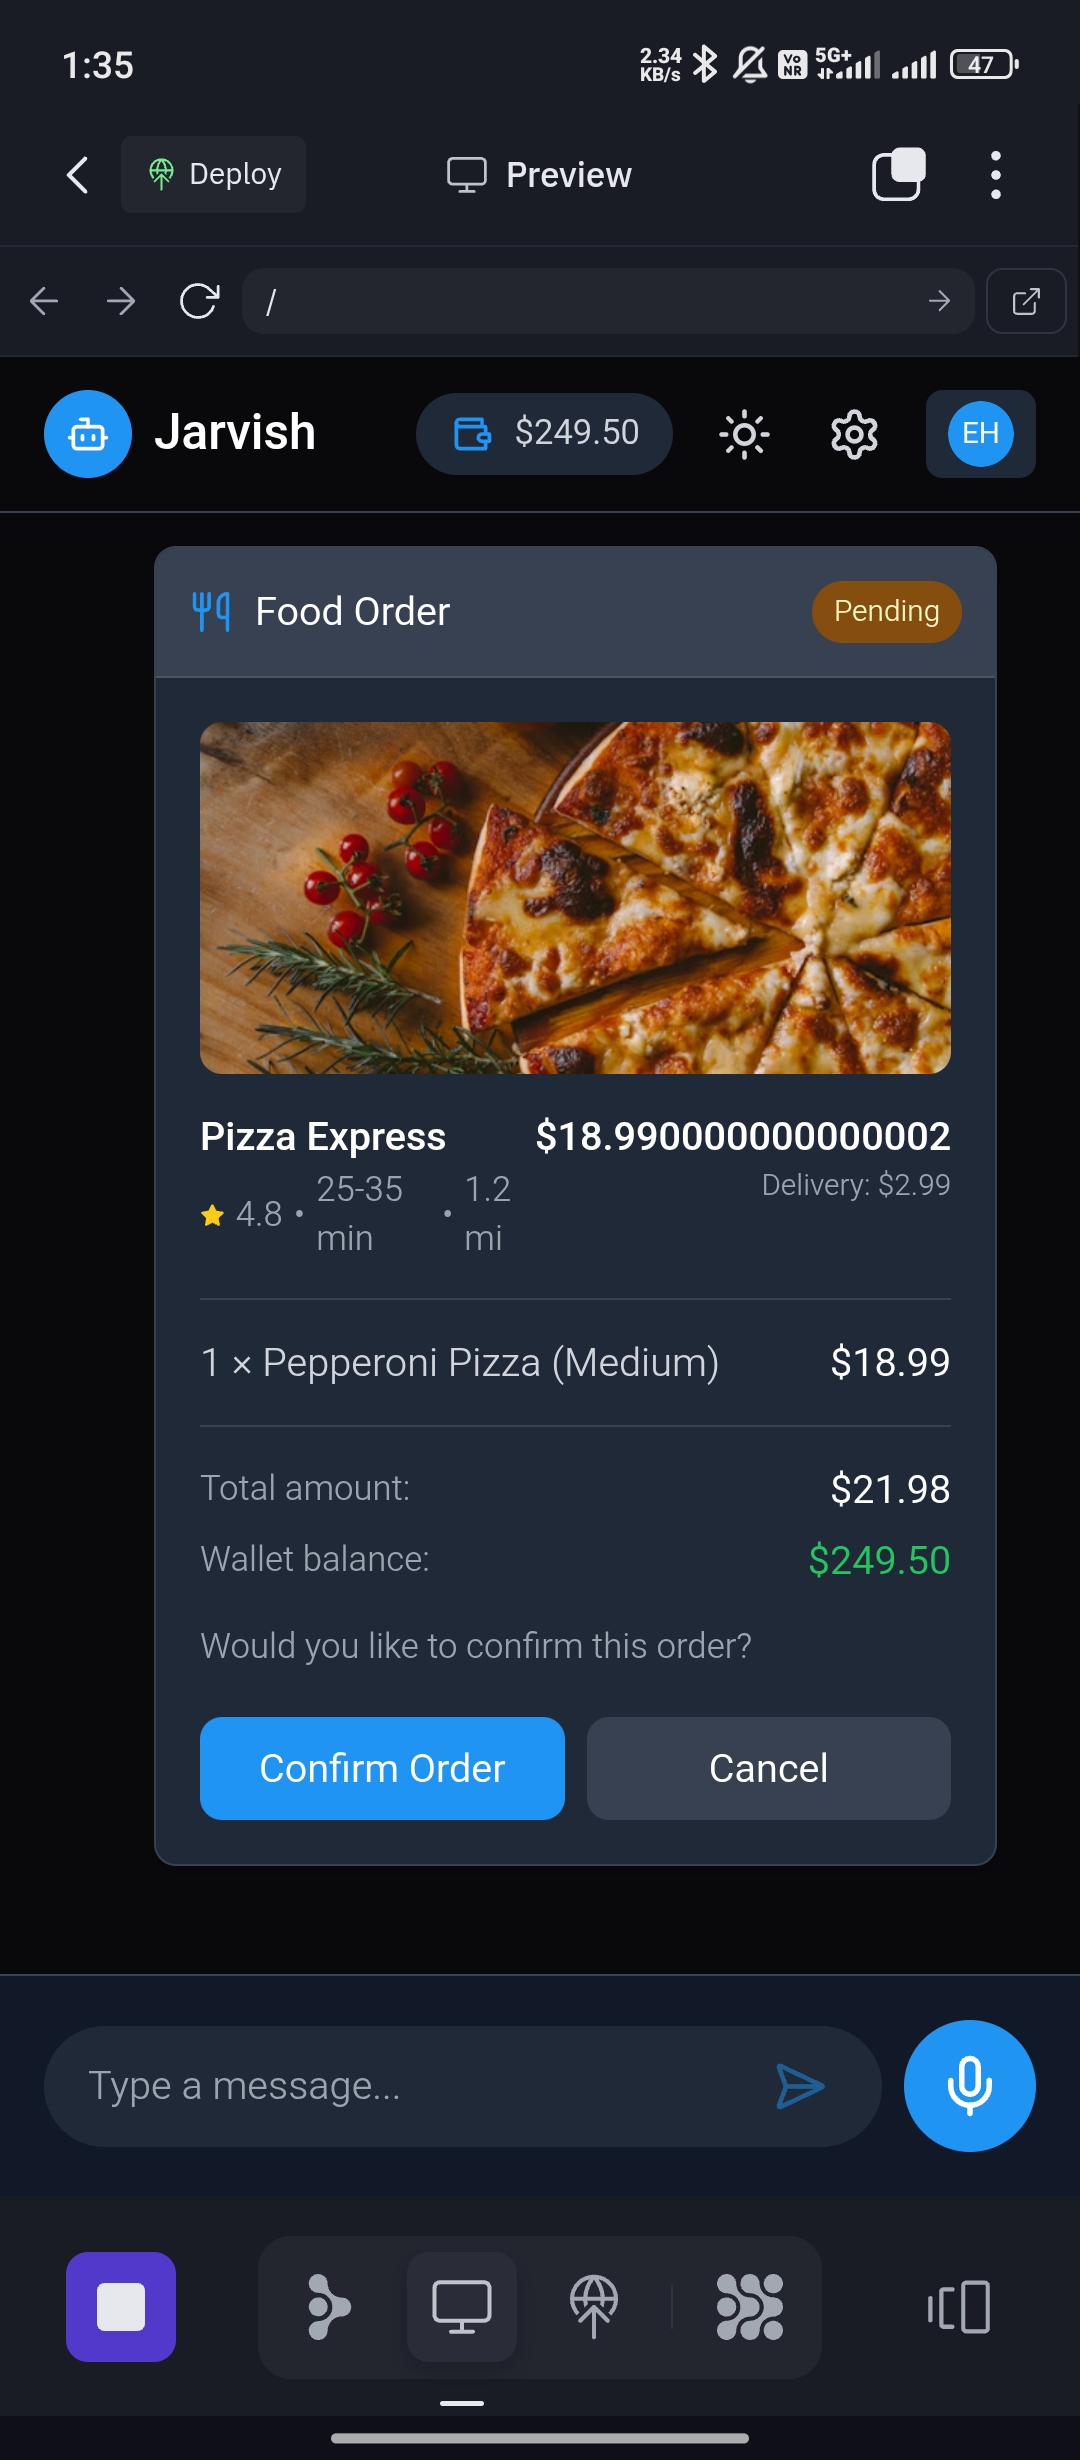 1:35
2.34
KB/s
Vo
NR
5G+
47
Deploy
Preview
/
Jarvish
$249.50
EH
Food Order
Pending
Pizza Express
$18.990000000000002
4.8 • 25-35 min • 1.2 mi
Delivery: $2.99
1 × Pepperoni Pizza (Medium)
$18.99
Total amount:
$21.98
Wallet balance:
$249.50
Would you like to confirm this order?
Confirm Order
Cancel
Type a message...